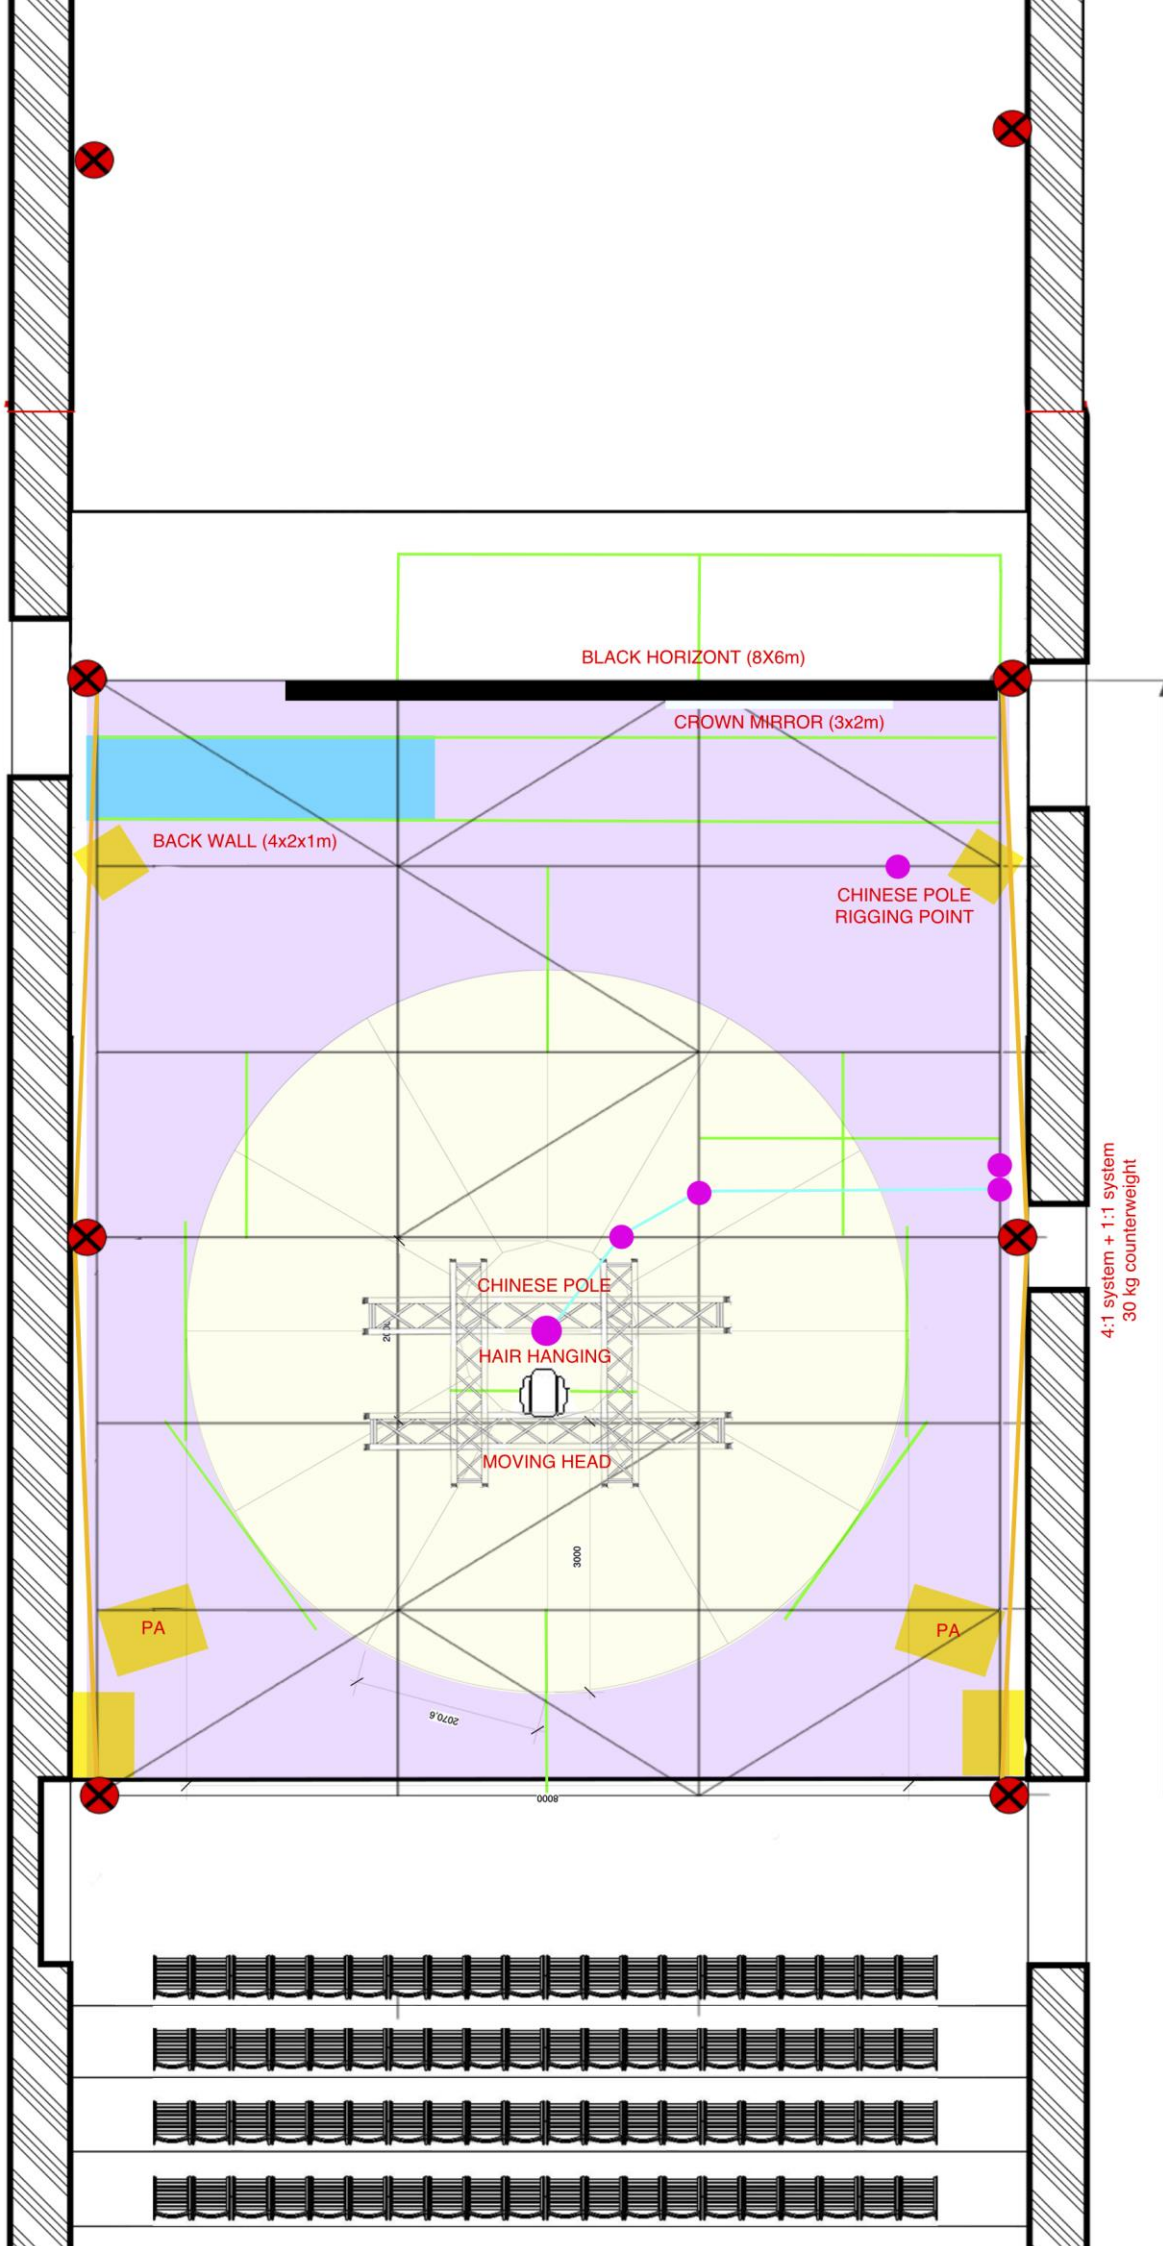 BLACK HORIZONT (8X6m)
CROWN MIRROR (3x2m)
BACK WALL (4x2x1m)
CHINESE POLE
RIGGING POINT
4:1 system + 1:1 system
30 kg counterweight
CHINESE POLE
HAIR HANGING
MOVING HEAD
3000
PA
PA
2070.6
8000